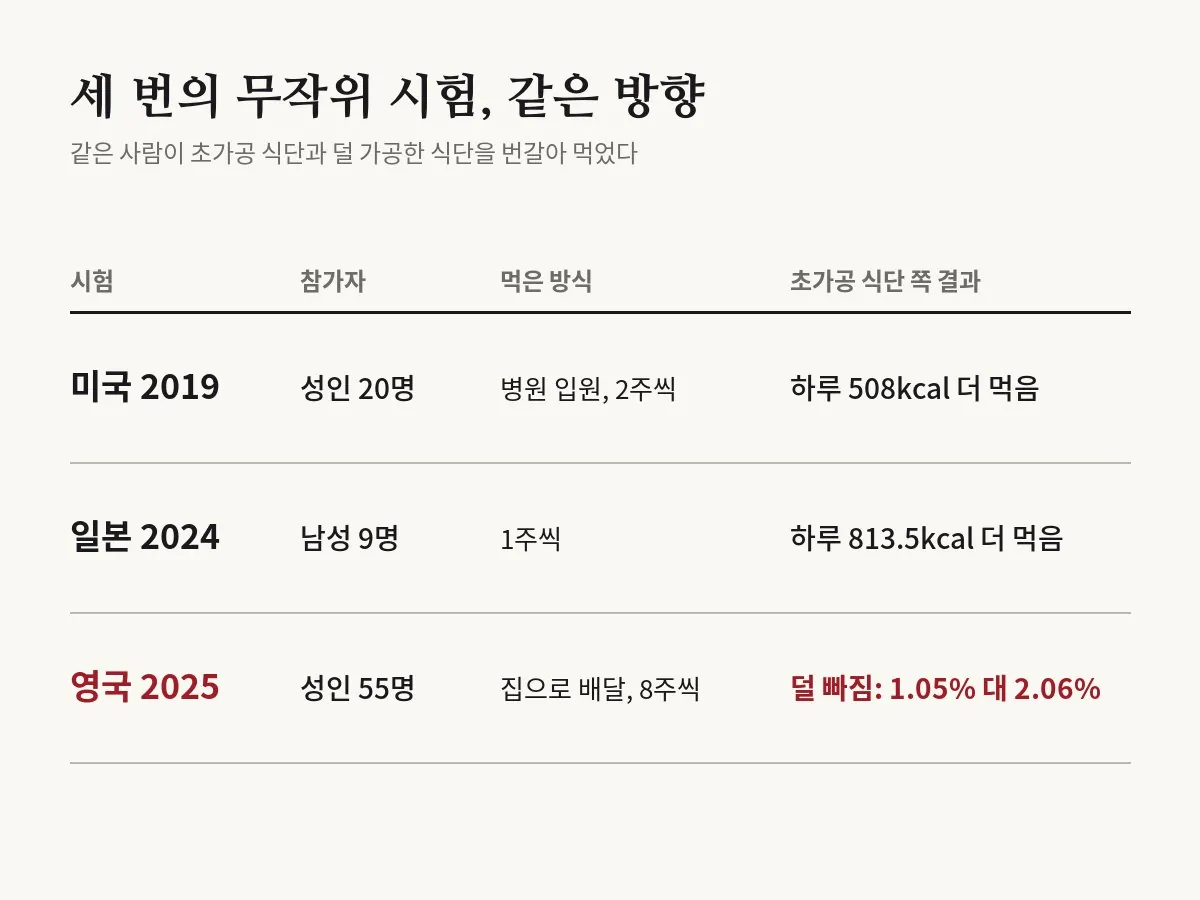 세 번의 무작위 시험, 같은 방향
같은 사람이 초가공 식단과 덜 가공한 식단을 번갈아 먹었다
시험 참가자 먹은 방식 초가공 식단 쪽 결과
미국 2019 성인 20명 병원 입원, 2주씩 하루 508kcal 더 먹음
일본 2024 남성 9명 1주씩 하루 813.5kcal 더 먹음
영국 2025 성인 55명 집으로 배달, 8주씩 덜 빠짐: 1.05% 대 2.06%